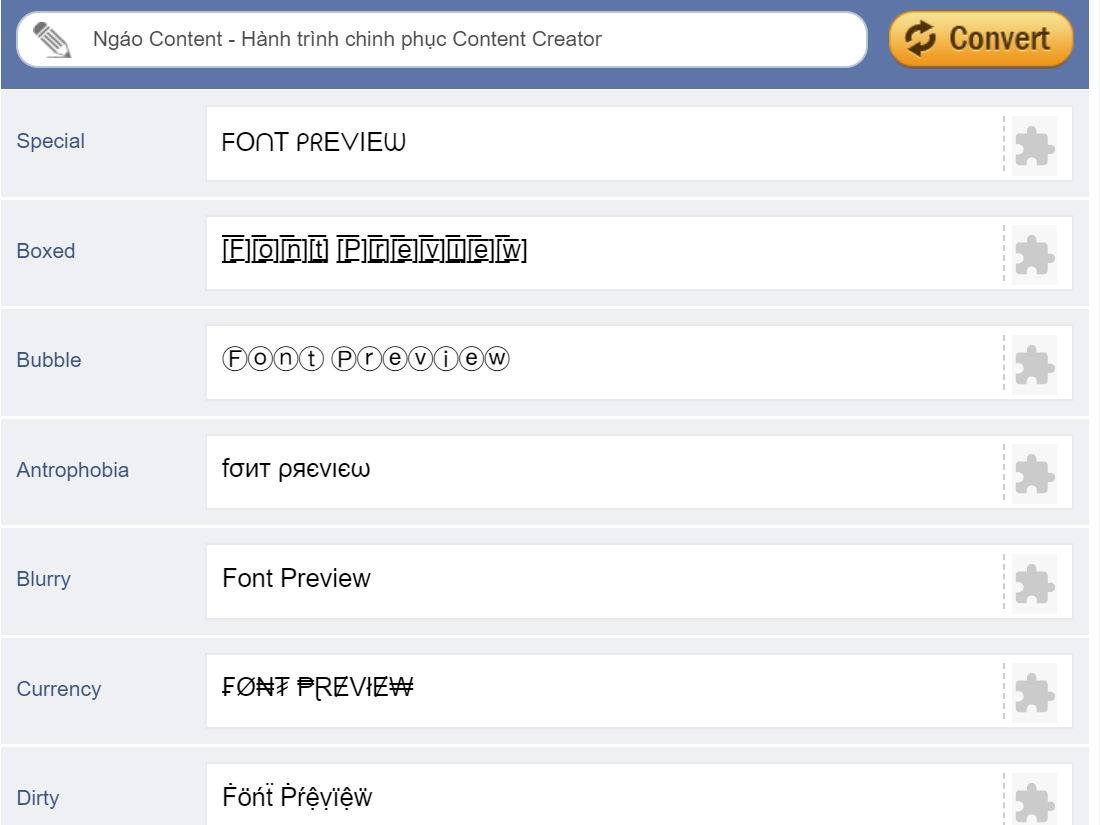 Ngáo Content - Hành trình chinh phục Content Creator
Convert
Special
ᖴOᑎT ᑭᖇEᐯIEᗯ
Boxed
[̲̅F][̲̅o][̲̅n][̲̅t] [̲̅P][̲̅r][̲̅e][̲̅v][̲̅i][̲̅e][̲̅w]
Bubble
Ⓕⓞⓝⓣ Ⓟⓡⓔⓥⓘⓔⓦ
Antrophobia
fσит ρяєνιєω
Blurry
Font Preview
Currency
₣Ø₦₮ ₱ⱤɆVłɆ₩
Dirty
Ḟöńẗ Ṗŕệṿïệẅ